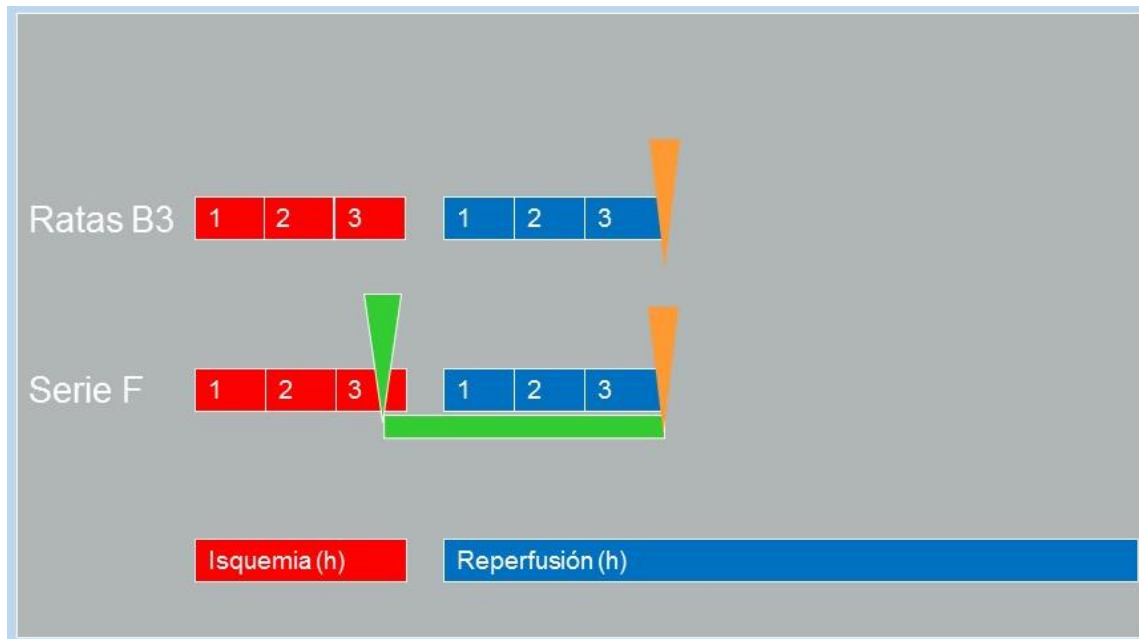 Ratas B3 1 2 3 1 2 3
Serie F 1 2 3 1 2 3
Isquemia (h) Reperfusión (h)